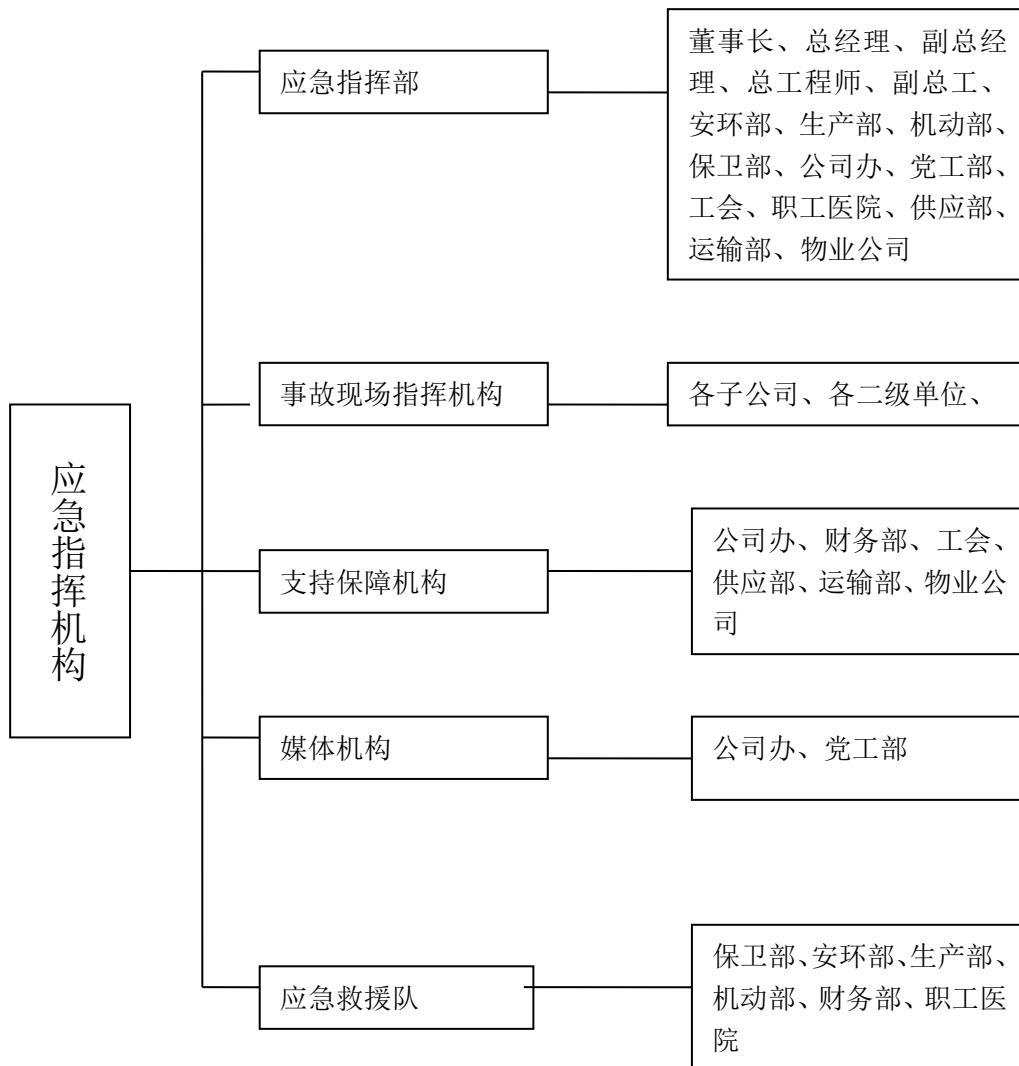 应急指挥机构
应急指挥部
董事长、总经理、副总经
理、总工程师、副总工、
安环部、生产部、机动部、
保卫部、公司办、党工部、
工会、职工医院、供应部、
运输部、物业公司
事故现场指挥机构
各子公司、各二级单位、
支持保障机构
公司办、财务部、工会、
供应部、运输部、物业公
司
媒体机构
公司办、党工部
应急救援队
保卫部、安环部、生产部、
机动部、财务部、职工医
院